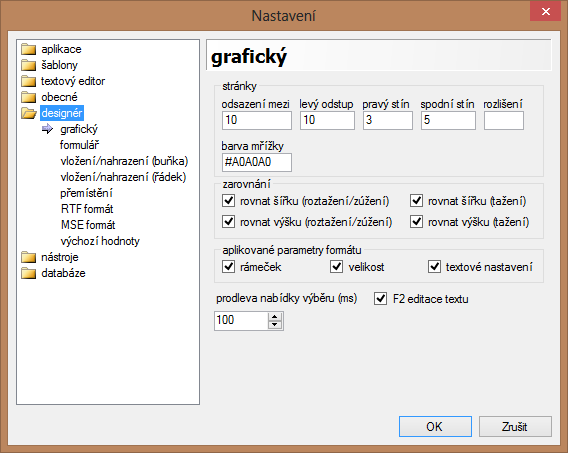 Nastavení
aplikace
šablony
textový editor
obecné
designér
grafický
formulář
vložení/nahrazení (buňka)
vložení/nahrazení (řádek)
přemístění
RTF formát
MSE formát
výchozí hodnoty
nástroje
databáze
grafický
stránky
odsazení mezi levý odstup pravý stín spodní stín rozlišení
10 10 3 5
barva mřížky
#A0A0A0
zarovnání
rovnat šířku (roztažení/zúžení) rovnat šířku (tažení)
rovnat výšku (roztažení/zúžení) rovnat výšku (tažení)
aplikované parametry formátu
rámeček velikost textové nastavení
prodleva nabídky výběru (ms) F2 editace textu
100
OK Zrušit